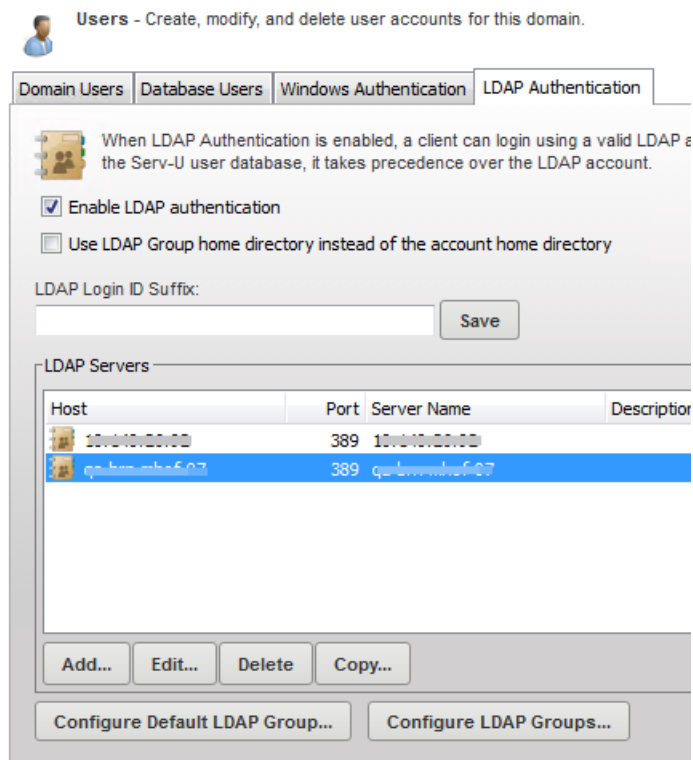 Users - Create, modify, and delete user accounts for this domain.
Domain Users Database Users Windows Authentication LDAP Authentication
When LDAP Authentication is enabled, a client can login using a valid LDAP a
the Serv-U user database, it takes precedence over the LDAP account.
Enable LDAP authentication
Use LDAP Group home directory instead of the account home directory
LDAP Login ID Suffix:
Save
LDAP Servers
Host Port Server Name Description
389
389
Add... Edit... Delete Copy...
Configure Default LDAP Group... Configure LDAP Groups...